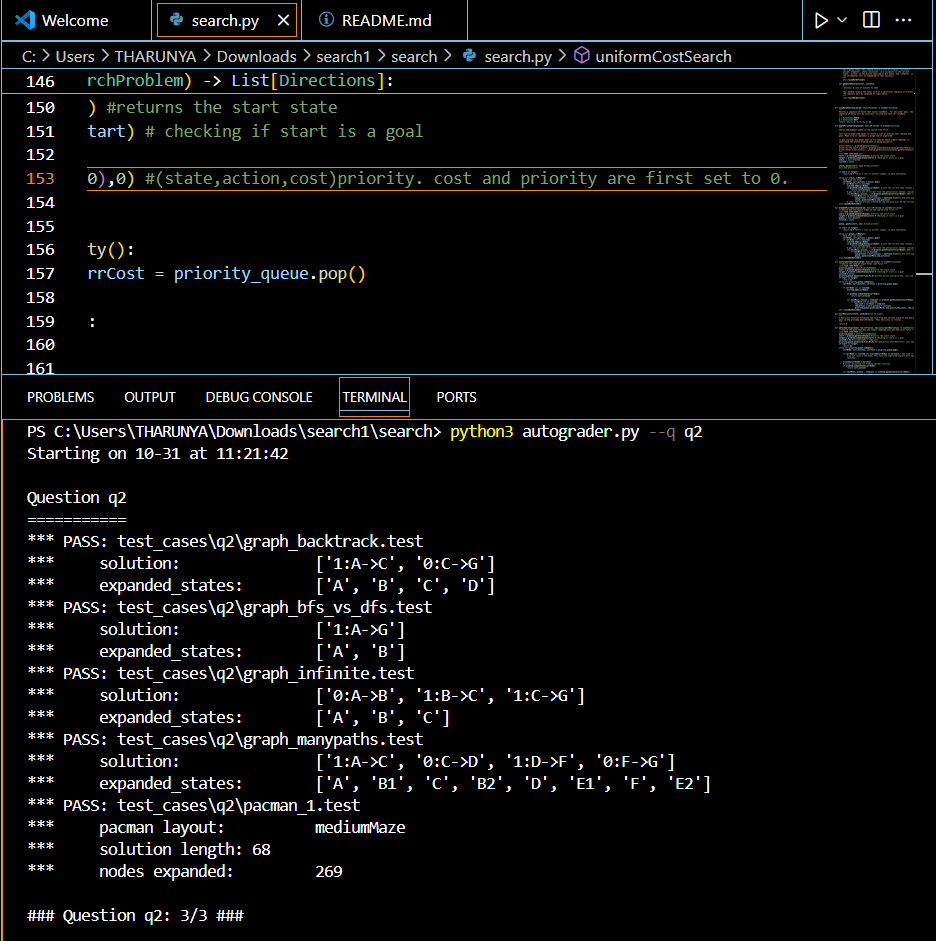 Welcome search.py README.md
C: > Users > THARUNYA > Downloads > search1 > search > search.py > uniformCostSearch
146 rchProblem) -> List[Directions]:
150 ) #returns the start state
151 tart) # checking if start is a goal
152
153 0),0) #(state,action,cost)priority. cost and priority are first set to 0.
154
155
156 ty():
157 rrCost = priority_queue.pop()
158
159 :
160
161
PROBLEMS OUTPUT DEBUG CONSOLE TERMINAL PORTS
PS C:\Users\THARUNYA\Downloads\search1\search> python3 autograder.py --q q2
Starting on 10-31 at 11:21:42
Question q2
===========
*** PASS: test_cases\q2\graph_backtrack.test
*** solution: ['1:A->C', '0:C->G']
*** expanded_states: ['A', 'B', 'C', 'D']
*** PASS: test_cases\q2\graph_bfs_vs_dfs.test
*** solution: ['1:A->G']
*** expanded_states: ['A', 'B']
*** PASS: test_cases\q2\graph_infinite.test
*** solution: ['0:A->B', '1:B->C', '1:C->G']
*** expanded_states: ['A', 'B', 'C']
*** PASS: test_cases\q2\graph_manypaths.test
*** solution: ['1:A->C', '0:C->D', '1:D->F', '0:F->G']
*** expanded_states: ['A', 'B1', 'C', 'B2', 'D', 'E1', 'F', 'E2']
*** PASS: test_cases\q2\pacman_1.test
*** pacman layout: mediumMaze
*** solution length: 68
*** nodes expanded: 269
### Question q2: 3/3 ###